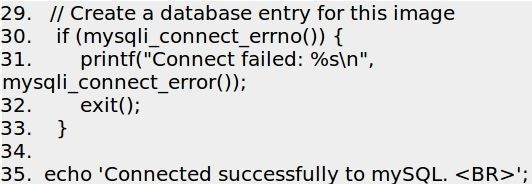 29.   // Create a database entry for this image
30.    if (mysqli_connect_errno()) {
31.       printf("Connect failed: %s\n",
mysqli_connect_error());
32.       exit();
33.    }
34.
35.  echo 'Connected successfully to mySQL. <BR>';